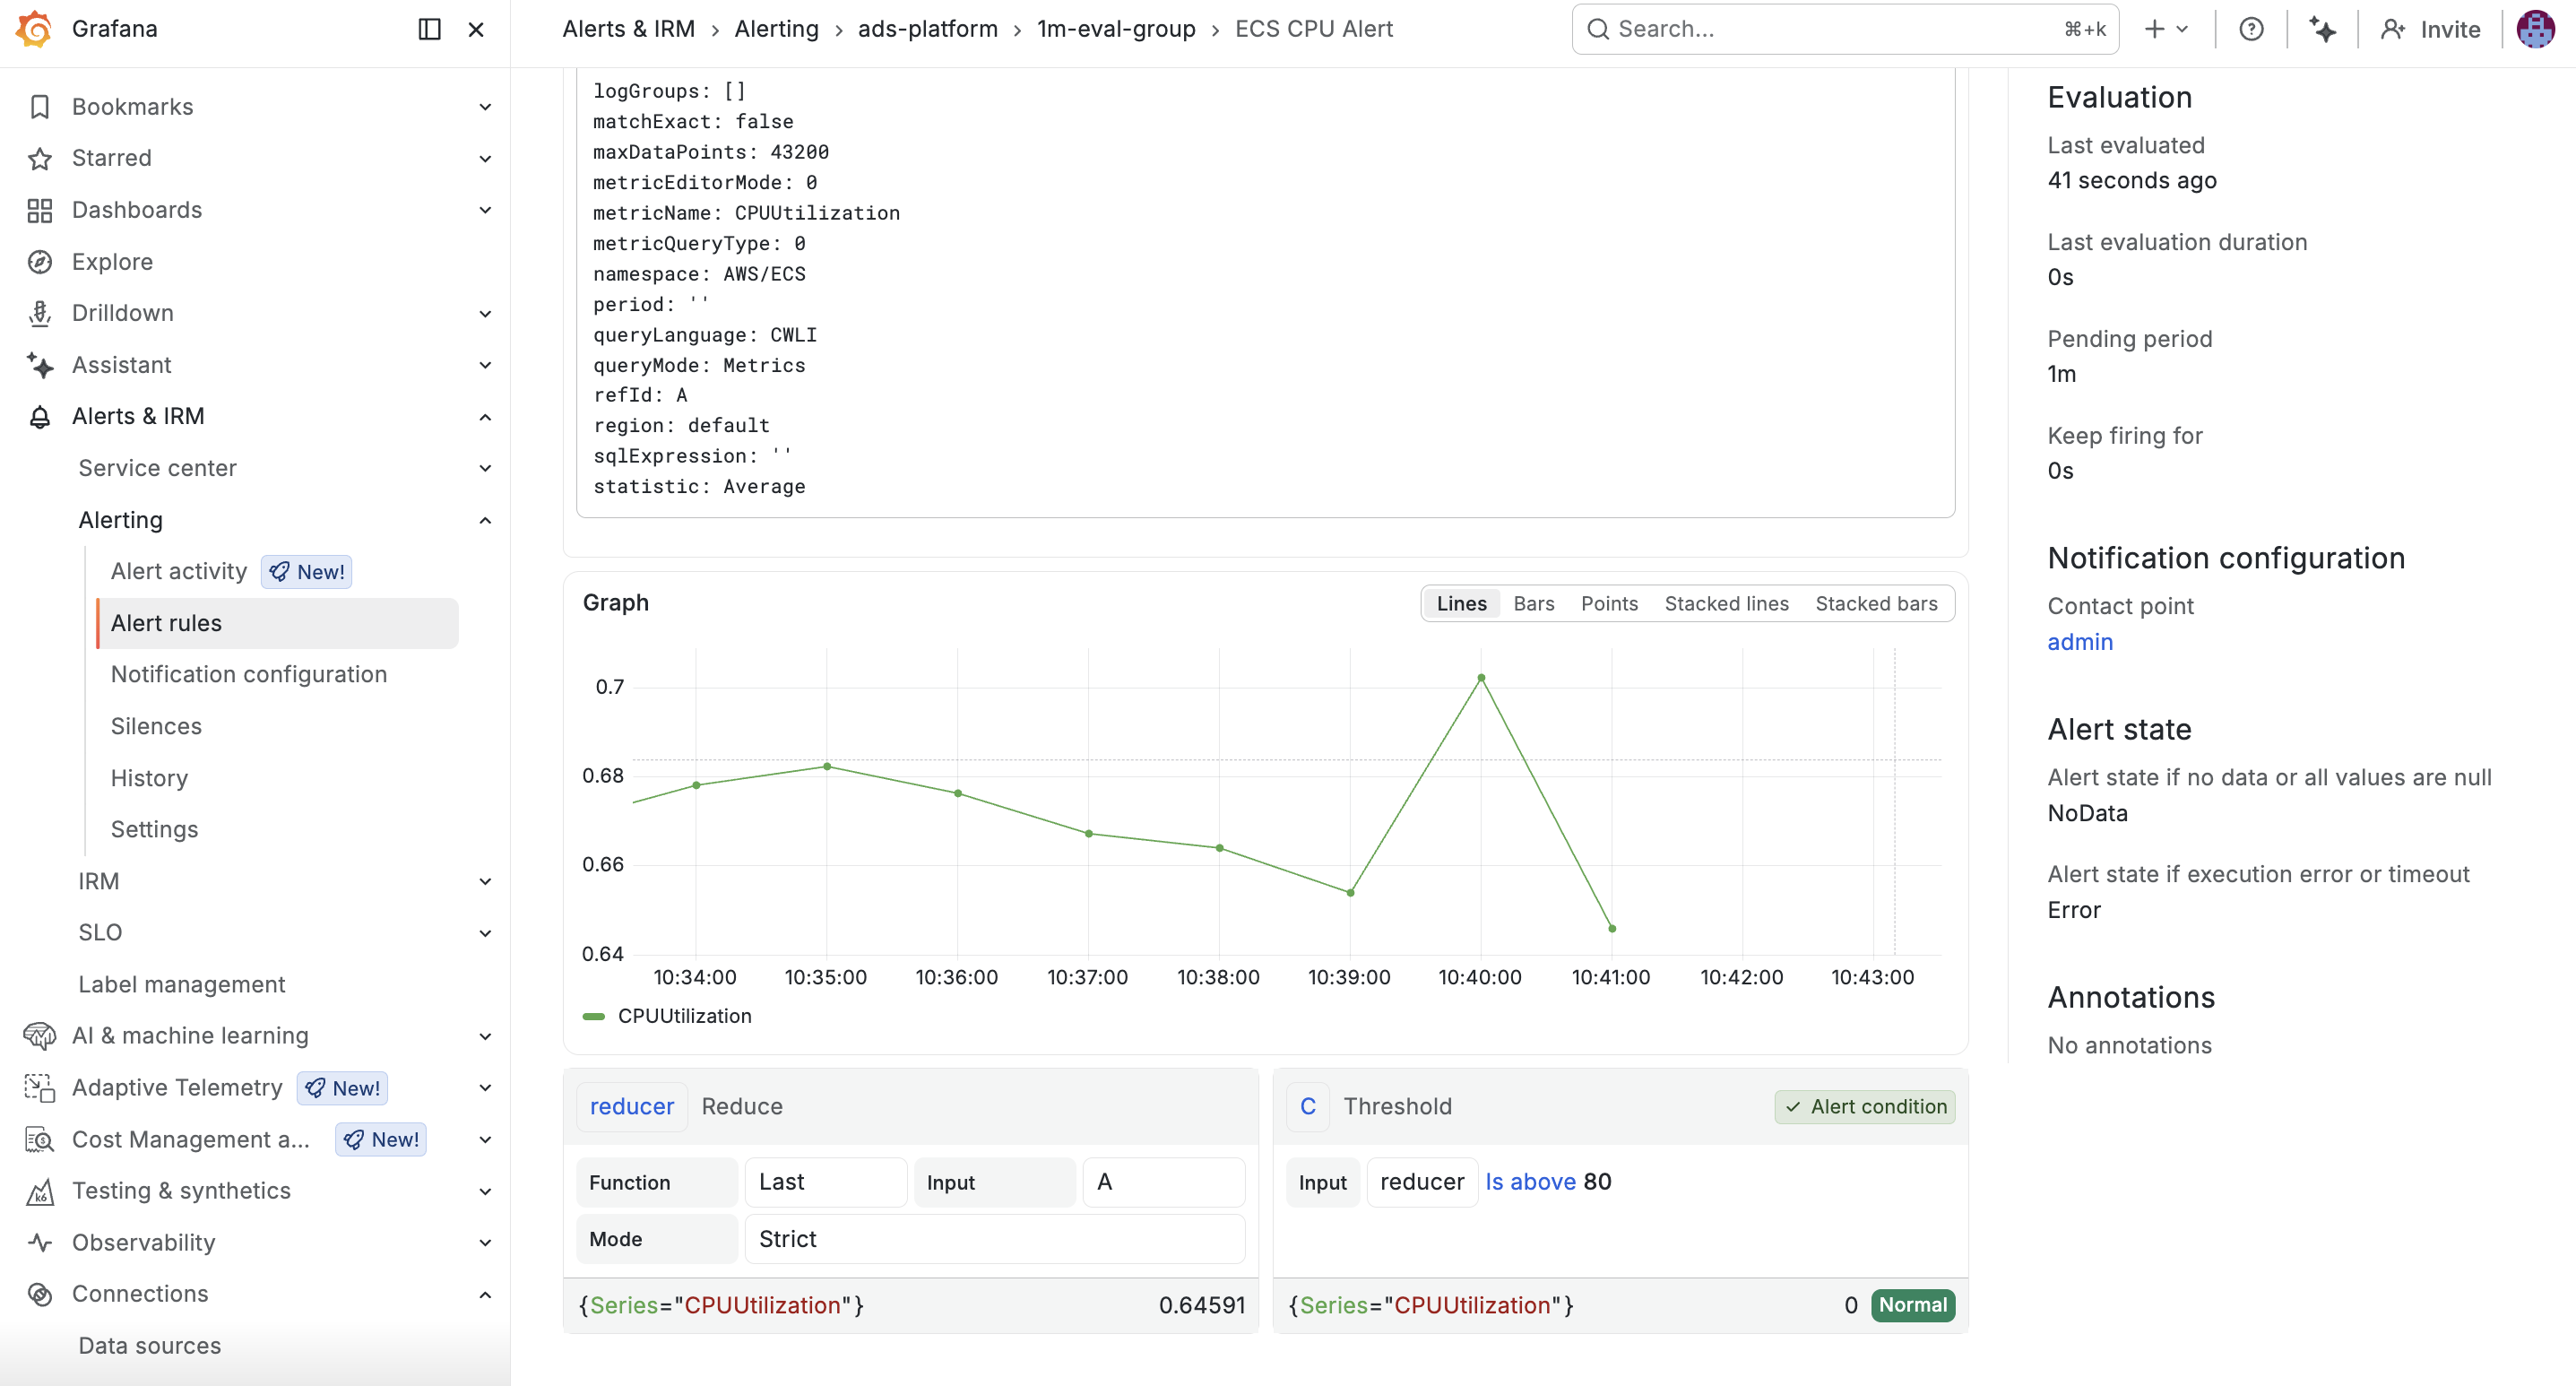 Grafana
Alerts & IRM › Alerting › ads-platform › 1m-eval-group › ECS CPU Alert
Search...
⌘+k
Invite
Bookmarks
Starred
Dashboards
Explore
Drilldown
Assistant
Alerts & IRM
Service center
Alerting
Alert activity New!
Alert rules
Notification configuration
Silences
History
Settings
IRM
SLO
Label management
AI & machine learning
Adaptive Telemetry New!
Cost Management a... New!
Testing & synthetics
Observability
Connections
Data sources
logGroups: []
matchExact: false
maxDataPoints: 43200
metricEditorMode: 0
metricName: CPUUtilization
metricQueryType: 0
namespace: AWS/ECS
period: ''
queryLanguage: CWLI
queryMode: Metrics
refId: A
region: default
sqlExpression: ''
statistic: Average
Graph
Lines Bars Points Stacked lines Stacked bars
0.7
0.68
0.66
0.64
10:34:00 10:35:00 10:36:00 10:37:00 10:38:00 10:39:00 10:40:00 10:41:00 10:42:00 10:43:00
CPUUtilization
reducer Reduce
Function Last Input A
Mode Strict
{Series="CPUUtilization"} 0.64591
C Threshold Alert condition
Input reducer Is above 80
{Series="CPUUtilization"} 0 Normal
Evaluation
Last evaluated
41 seconds ago
Last evaluation duration
0s
Pending period
1m
Keep firing for
0s
Notification configuration
Contact point
admin
Alert state
Alert state if no data or all values are null
NoData
Alert state if execution error or timeout
Error
Annotations
No annotations